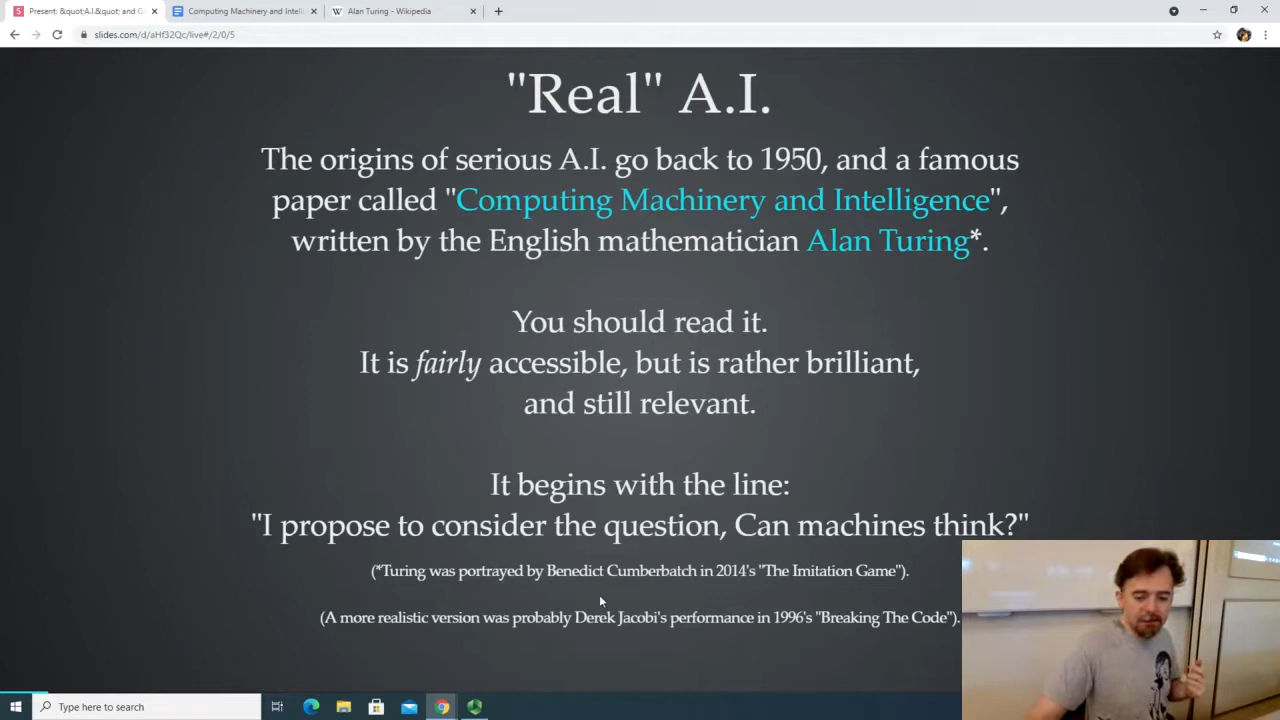 Present: &quot;A.I.&quot; and G
Computing Machinery and Intelli
Alan Turing - Wikipedia
slides.com/d/aHf32Qc/live#/2/0/5
"Real" A.I.
The origins of serious A.I. go back to 1950, and a famous
paper called "Computing Machinery and Intelligence",
written by the English mathematician Alan Turing*.
You should read it.
It is fairly accessible, but is rather brilliant,
and still relevant.
It begins with the line:
"I propose to consider the question, Can machines think?"
(*Turing was portrayed by Benedict Cumberbatch in 2014's "The Imitation Game").
(A more realistic version was probably Derek Jacobi's performance in 1996's "Breaking The Code").
Type here to search